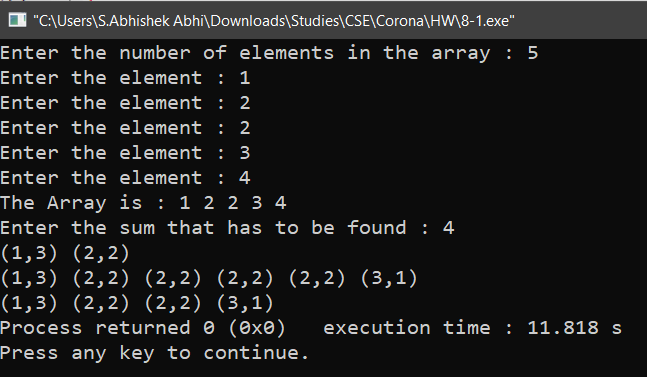 "C:\Users\S.Abhishek Abhi\Downloads\Studies\CSE\Corona\HW\8-1.exe"
Enter the number of elements in the array : 5
Enter the element : 1
Enter the element : 2
Enter the element : 2
Enter the element : 3
Enter the element : 4
The Array is : 1 2 2 3 4
Enter the sum that has to be found : 4
(1,3) (2,2)
(1,3) (2,2) (2,2) (2,2) (2,2) (3,1)
(1,3) (2,2) (2,2) (3,1)
Process returned 0 (0x0)   execution time : 11.818 s
Press any key to continue.